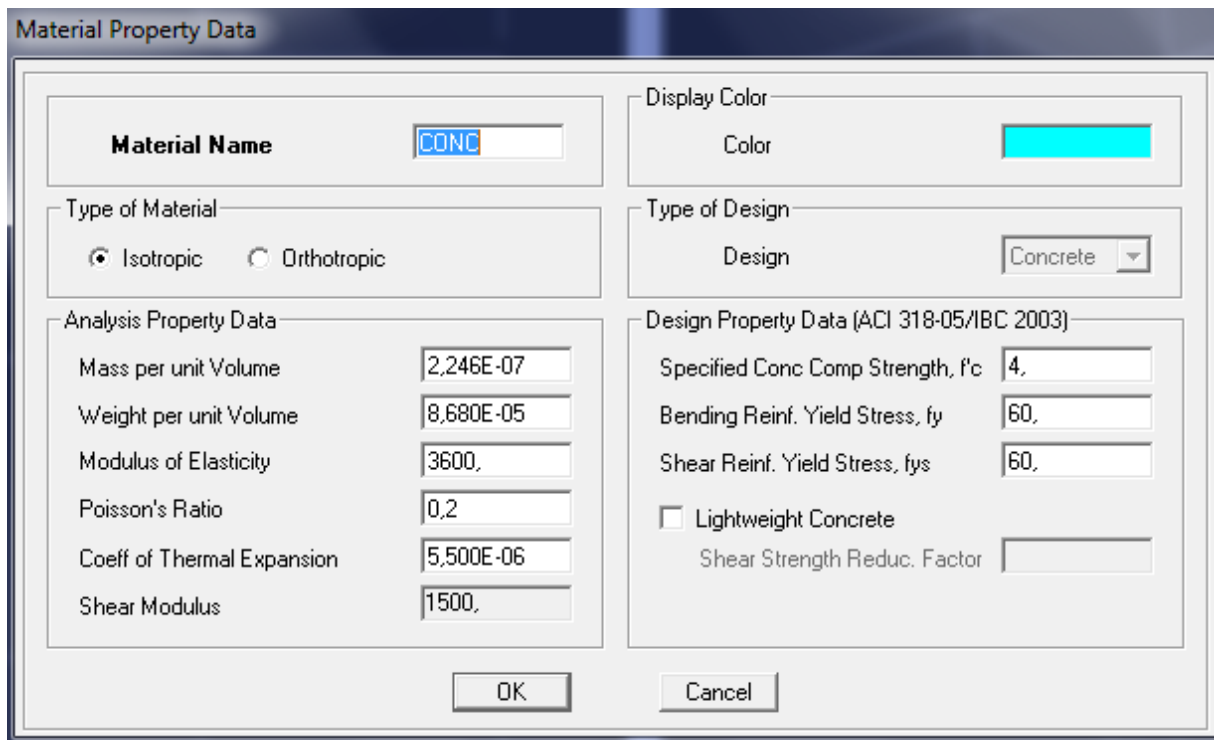 Material Property Data
Material Name CONC
Display Color
Color
Type of Material
Isotropic Orthotropic
Type of Design
Design Concrete
Analysis Property Data
Mass per unit Volume 2,246E-07
Weight per unit Volume 8,680E-05
Modulus of Elasticity 3600,
Poisson's Ratio 0,2
Coeff of Thermal Expansion 5,500E-06
Shear Modulus 1500,
Design Property Data (ACI 318-05/IBC 2003)
Specified Conc Comp Strength, f'c 4,
Bending Reinf. Yield Stress, fy 60,
Shear Reinf. Yield Stress, fys 60,
Lightweight Concrete
Shear Strength Reduc. Factor
OK Cancel